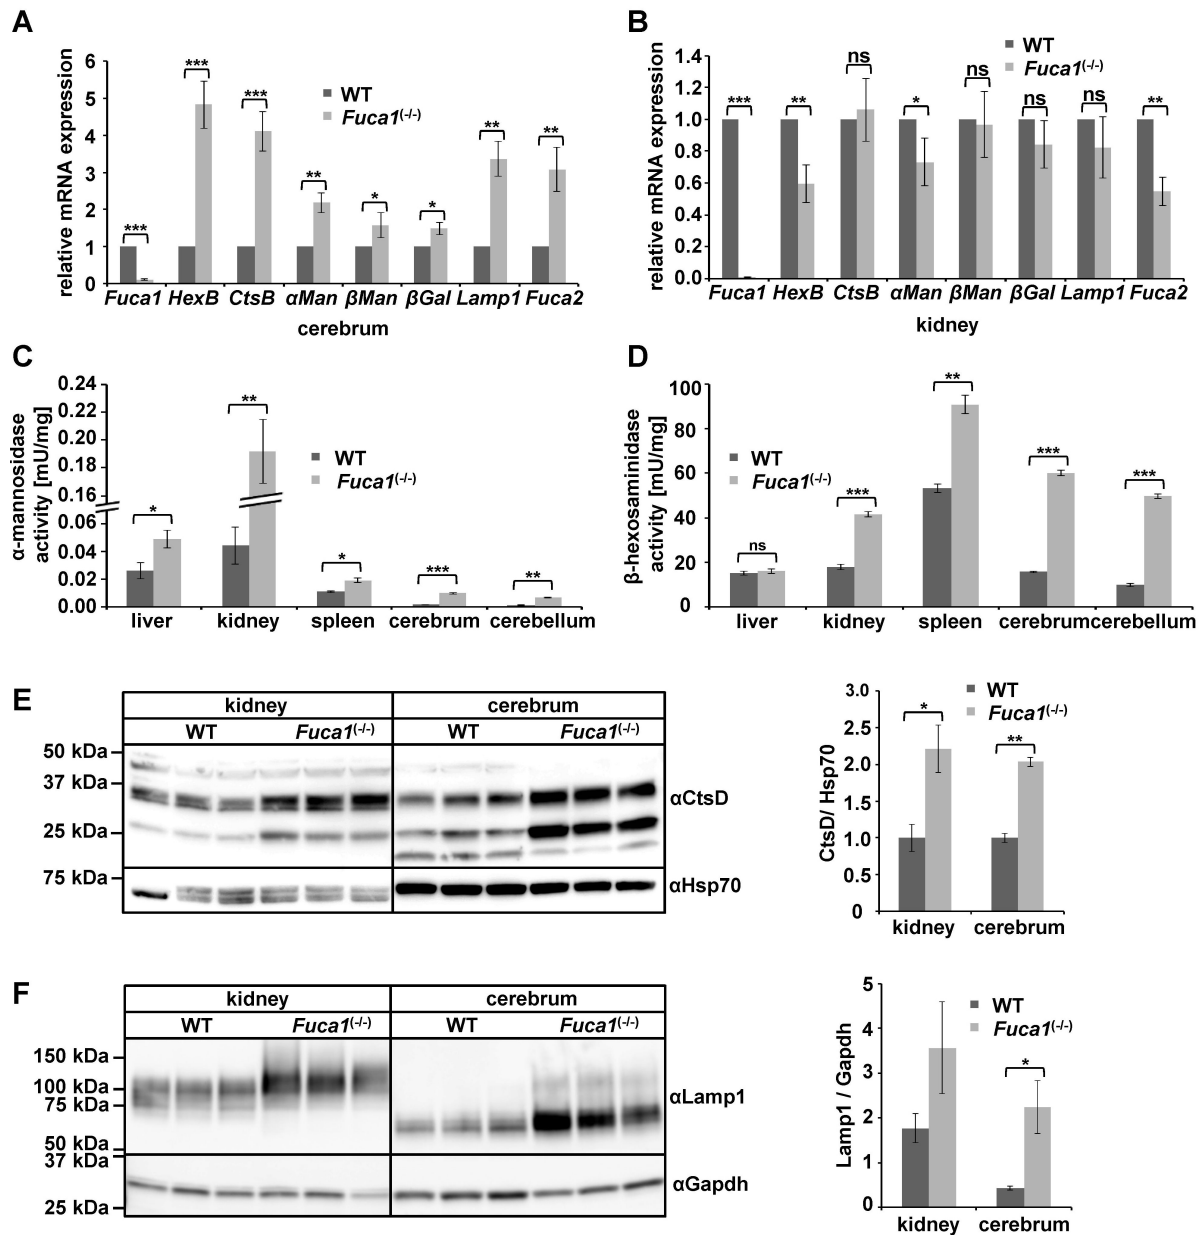 A
relative mRNA expression
6
5
4
3
2
1
0
*** *** *** ** * * ** **
WT
Fuca1(-/-)
Fuca1 HexB CtsB αMan βMan βGal Lamp1 Fuca2
cerebrum
B
relative mRNA expression
1.4
1.2
1.0
0.8
0.6
0.4
0.2
0.0
*** ** ns * ns ns ns **
WT
Fuca1(-/-)
Fuca1 HexB CtsB αMan βMan βGal Lamp1 Fuca2
kidney
C
α-mannosidase
activity [mU/mg]
0.24
0.22
0.20
0.18
0.16
0.06
0.04
0.02
0.00
* ** * *** **
WT
Fuca1(-/-)
liver kidney spleen cerebrum cerebellum
D
β-hexosaminidase
activity [mU/mg]
100
80
60
40
20
0
ns *** ** *** ***
WT
Fuca1(-/-)
liver kidney spleen cerebrum cerebellum
E
kidney cerebrum
WT Fuca1(-/-) WT Fuca1(-/-)
50 kDa
37 kDa
25 kDa
75 kDa
αCtsD
αHsp70
CtsD/ Hsp70
3.0
2.5
2.0
1.5
1.0
0.5
0
* **
WT
Fuca1(-/-)
kidney cerebrum
F
kidney cerebrum
WT Fuca1(-/-) WT Fuca1(-/-)
150 kDa
100 kDa
75 kDa
50 kDa
37 kDa
25 kDa
αLamp1
αGapdh
Lamp1 / Gapdh
5
4
3
2
1
0
*
WT
Fuca1(-/-)
kidney cerebrum